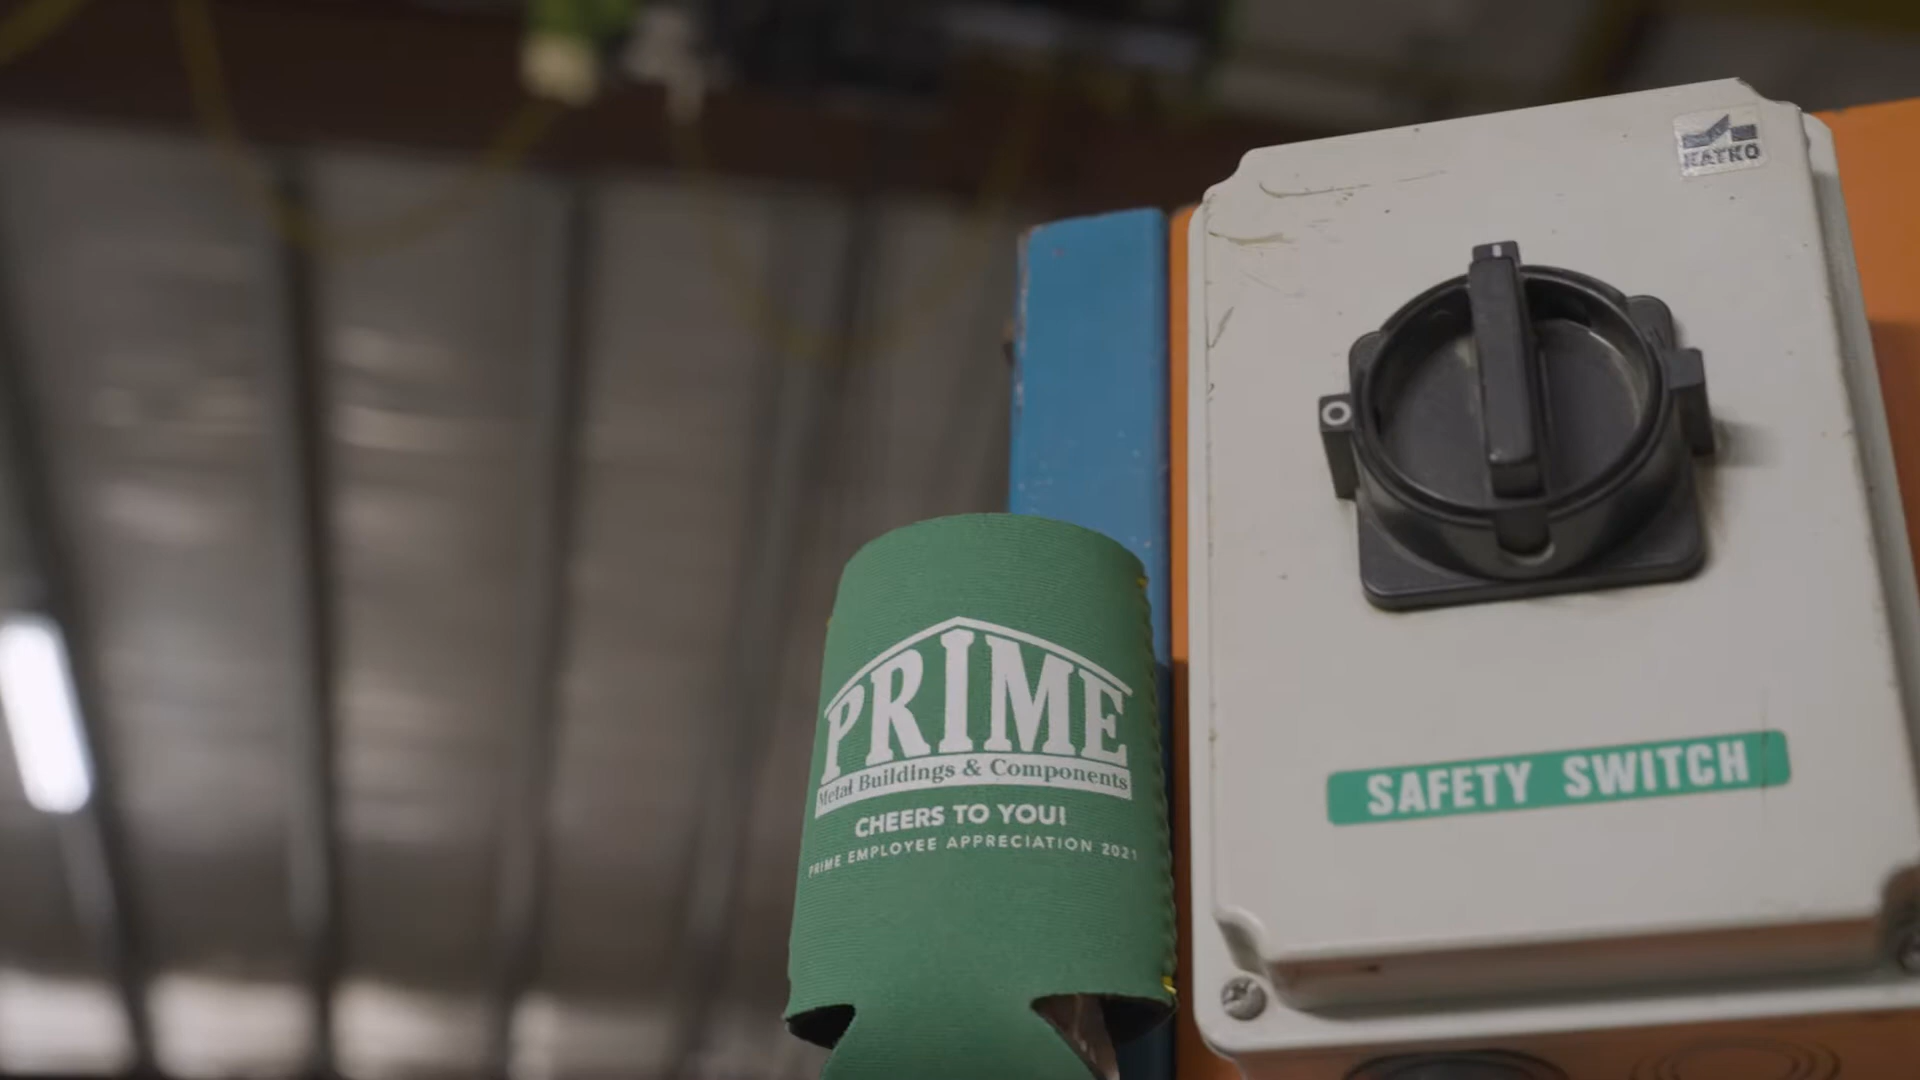 KATKO
O
PRIME
Metal Buildings & Components
CHEERS TO YOU!
PRIME EMPLOYEE APPRECIATION 2021
SAFETY SWITCH